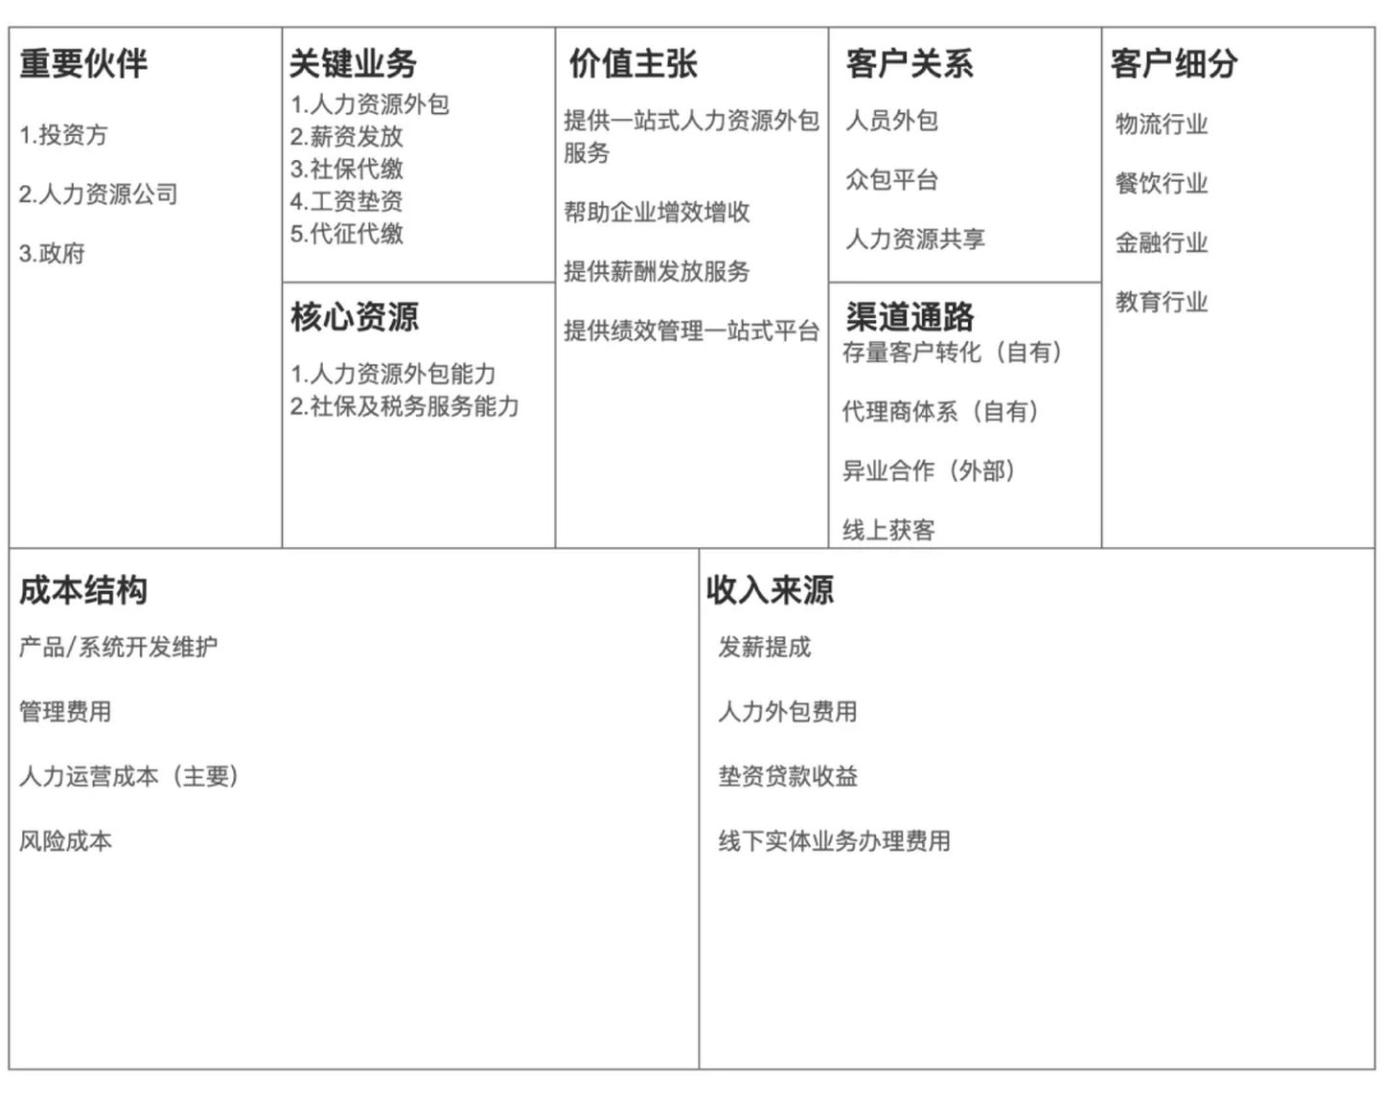 重要伙伴
1.投资方
2.人力资源公司
3.政府
关键业务
1.人力资源外包
2.薪资发放
3.社保代缴
4.工资垫资
5.代征代缴
核心资源
1.人力资源外包能力
2.社保及税务服务能力
价值主张
提供一站式人力资源外包
服务
帮助企业增效增收
提供薪酬发放服务
提供绩效管理一站式平台
客户关系
人员外包
众包平台
人力资源共享
渠道通路
存量客户转化（自有）
代理商体系（自有）
异业合作（外部）
线上获客
客户细分
物流行业
餐饮行业
金融行业
教育行业
成本结构
产品/系统开发维护
管理费用
人力运营成本（主要）
风险成本
收入来源
发薪提成
人力外包费用
垫资贷款收益
线下实体业务办理费用